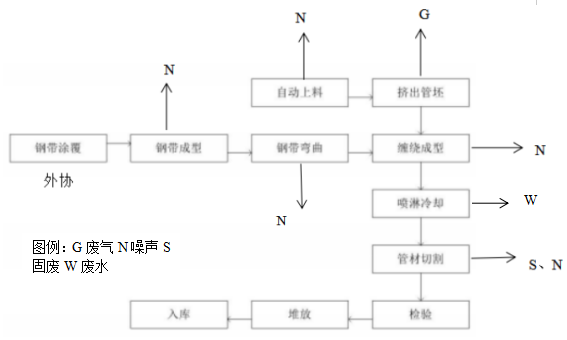 N
G
N
自动上料
挤出管坯
钢带涂覆
钢带成型
钢带弯曲
缠绕成型
N
外协
N
喷淋冷却
W
图例：G 废气 N 噪声 S
固废 W 废水
管材切割
S、N
入库
堆放
检验